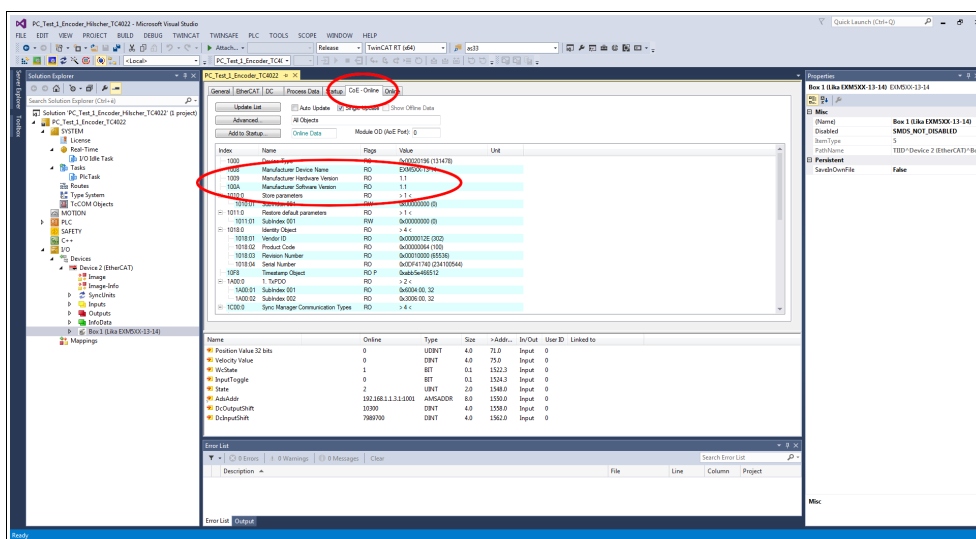 PC_Test_1_Encoder_Hilscher_TC4022 - Microsoft Visual Studio
Quick Launch (Ctrl+Q)
FILE EDIT VIEW PROJECT BUILD DEBUG TWINCAT TWINSAFE PLC TOOLS SCOPE WINDOW HELP
Attach... Release TwinCAT RT (x64) as33
<Local> PC_Test_1_Encoder_TC4(
Server Explorer
Toolbox
Solution Explorer
Search Solution Explorer (Ctrl+è)
Solution 'PC_Test_1_Encoder_Hilscher_TC4022' (1 project)
PC_Test_1_Encoder_TC4022
SYSTEM
License
Real-Time
I/O Idle Task
Tasks
PlcTask
Routes
Type System
TcCOM Objects
MOTION
PLC
SAFETY
C++
I/O
Devices
Device 2 (EtherCAT)
Image
Image-Info
SyncUnits
Inputs
Outputs
InfoData
Box 1 (Lika EXM5XX-13-14)
Mappings
PC_Test_1_Encoder_TC4022
General EtherCAT DC Process Data Startup CoE - Online Online
Update List Auto Update Single Update Show Offline Data
Advanced... All Objects
Add to Startup... Online Data Module OD (AoE Port): 0
Index Name Flags Value Unit
1000 Device Type RO 0x00020196 (131478)
1008 Manufacturer Device Name RO EXM5XX-13-14
1009 Manufacturer Hardware Version RO 1.1
100A Manufacturer Software Version RO 1.1
1010:0 Store parameters RO > 1 <
1010:01 SubIndex 001 RW 0x00000000 (0)
1011:0 Restore default parameters RO > 1 <
1011:01 SubIndex 001 RW 0x00000000 (0)
1018:0 Identity Object RO > 4 <
1018:01 Vendor ID RO 0x0000012E (302)
1018:02 Product Code RO 0x00000064 (100)
1018:03 Revision Number RO 0x00010000 (65536)
1018:04 Serial Number RO 0x0DF41740 (234100544)
10F8 Timestamp Object RO P 0xabb5e466512
1A00:0 1. TxPDO RO > 2 <
1A00:01 SubIndex 001 RO 0x6004:00, 32
1A00:02 SubIndex 002 RO 0x3006:00, 32
1C00:0 Sync Manager Communication Types RO > 4 <
Name Online Type Size >Addr... In/Out User ID Linked to
Position Value 32 bits 0 UDINT 4.0 71.0 Input 0
Velocity Value 0 DINT 4.0 75.0 Input 0
WcState 1 BIT 0.1 1522.3 Input 0
InputToggle 0 BIT 0.1 1524.3 Input 0
State 2 UINT 2.0 1548.0 Input 0
AdsAddr 192.168.1.1.3.1:1001 AMSADDR 8.0 1550.0 Input 0
DcOutputShift 10300 DINT 4.0 1558.0 Input 0
DcInputShift 7989700 DINT 4.0 1562.0 Input 0
Error List
0 Errors 0 Warnings 0 Messages Clear
Search Error List
Description File Line Column Project
Error List Output
Properties
Box 1 (Lika EXM5XX-13-14) EXM5XX-13-14
Misc
(Name) Box 1 (Lika EXM5XX-13-14)
Disabled SMDS_NOT_DISABLED
ItemType 5
PathName TIID^Device 2 (EtherCAT)^Bo
Persistent
SaveInOwnFile False
Misc
Ready